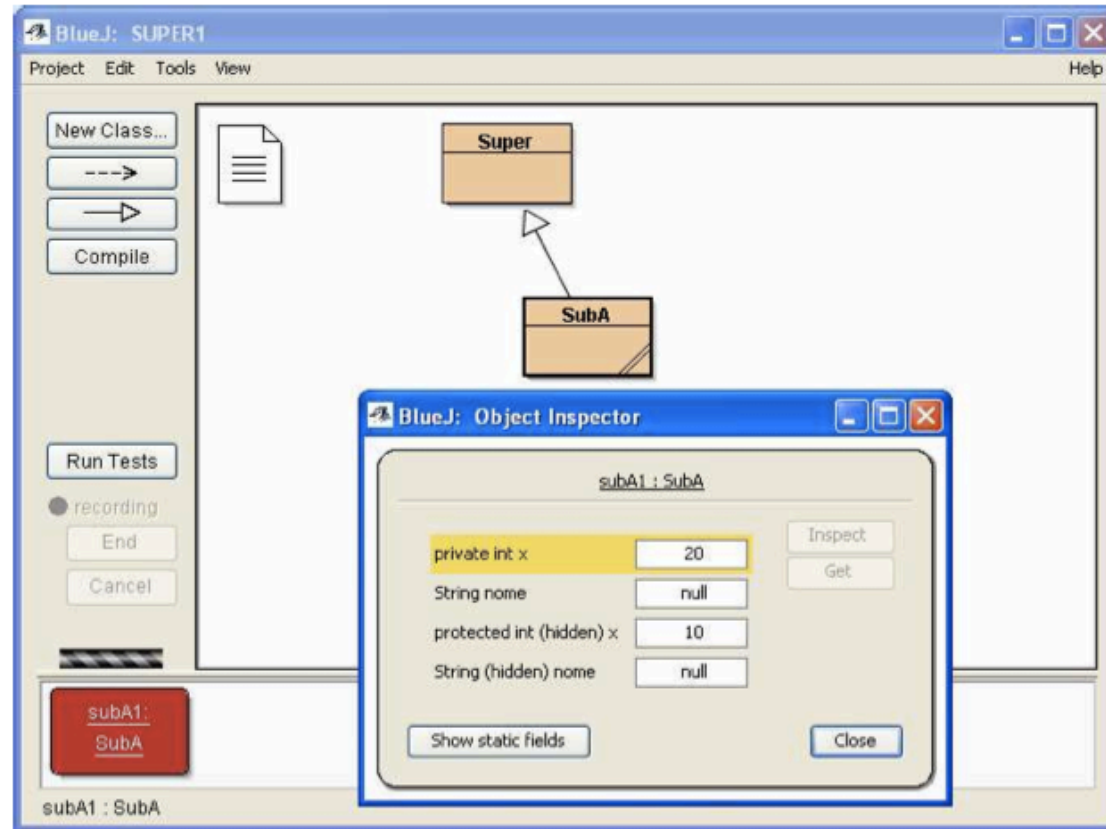 BlueJ: SUPER1
Project Edit Tools View Help
New Class...
Compile
Super
SubA
Run Tests
recording
End
Cancel
BlueJ: Object Inspector
subA1 : SubA
private int x 20
String nome null
protected int (hidden) x 10
String (hidden) nome null
Inspect
Get
Show static fields Close
subA1:
SubA
subA1 : SubA